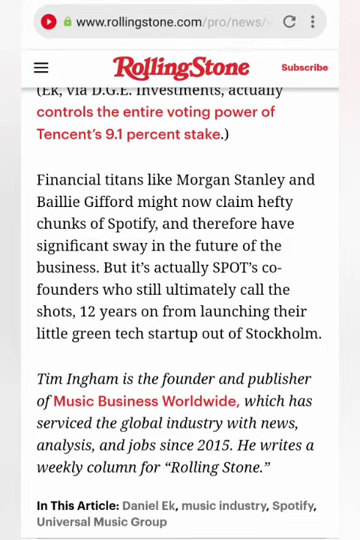 www.rollingstone.com/pro/news/
RollingStone
Subscribe
(Ek, via D.G.E. Investments, actually
controls the entire voting power of
Tencent's 9.1 percent stake.)
Financial titans like Morgan Stanley and
Baillie Gifford might now claim hefty
chunks of Spotify, and therefore have
significant sway in the future of the
business. But it's actually SPOT's co-
founders who still ultimately call the
shots, 12 years on from launching their
little green tech startup out of Stockholm.
Tim Ingham is the founder and publisher
of Music Business Worldwide, which has
serviced the global industry with news,
analysis, and jobs since 2015. He writes a
weekly column for “Rolling Stone.”
In This Article: Daniel Ek, music industry, Spotify,
Universal Music Group